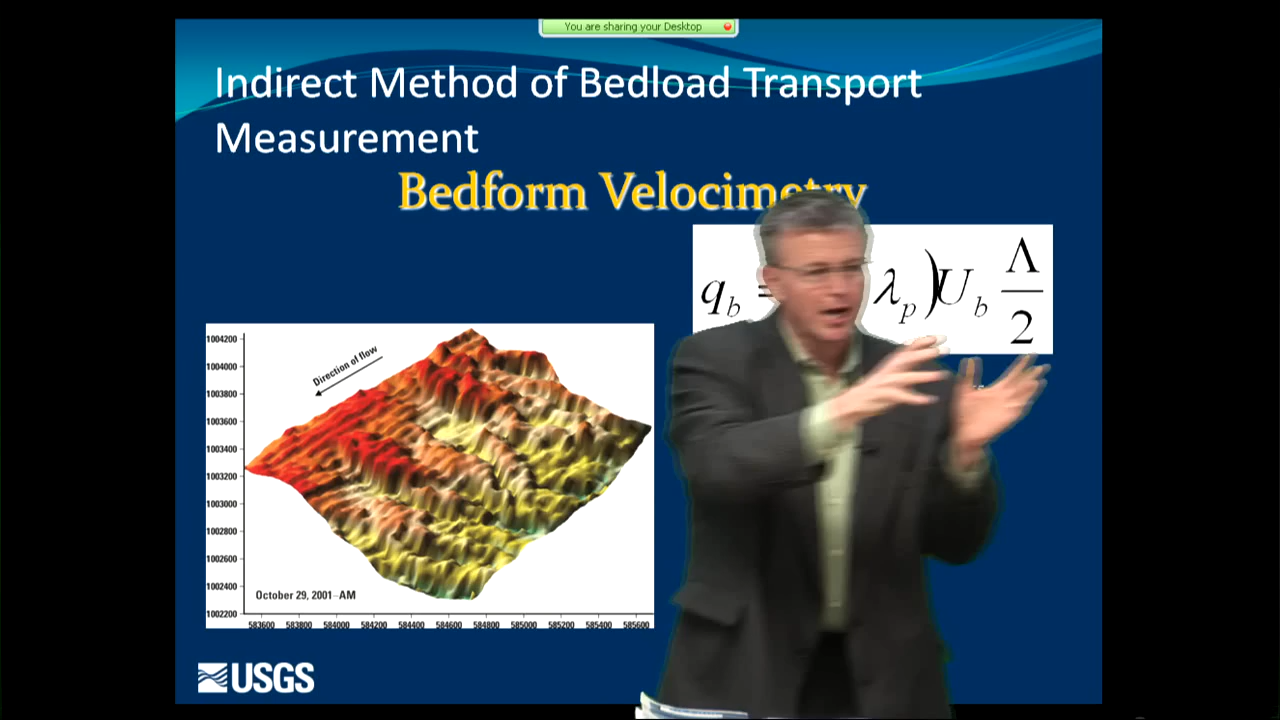 You are sharing your Desktop
Indirect Method of Bedload Transport
Measurement
Bedform Velocimetry
q_b = λ_p)U_b Λ/2
Direction of flow
1004200
1004000
1003800
1003600
1003400
1003200
1003000
1002800
1002600
1002400
1002200
October 29, 2001–AM
583600 583800 584000 584200 584400 584600 584800 585000 585200 585400 585600
USGS